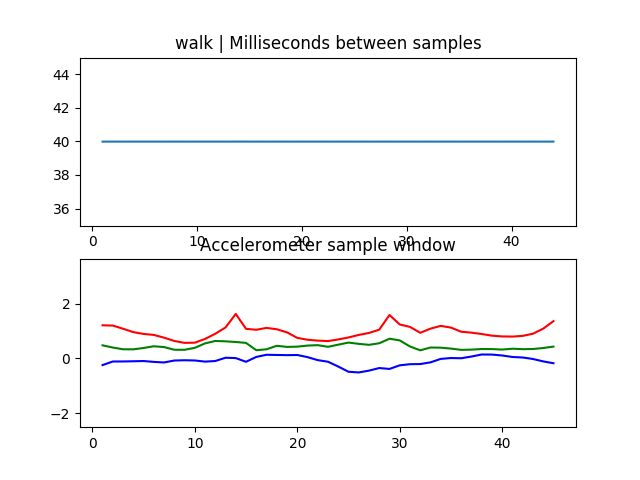 walk | Milliseconds between samples
44
42
40
38
36
0 10 20 30 40
Accelerometer sample window
2
0
−2
0 10 20 30 40